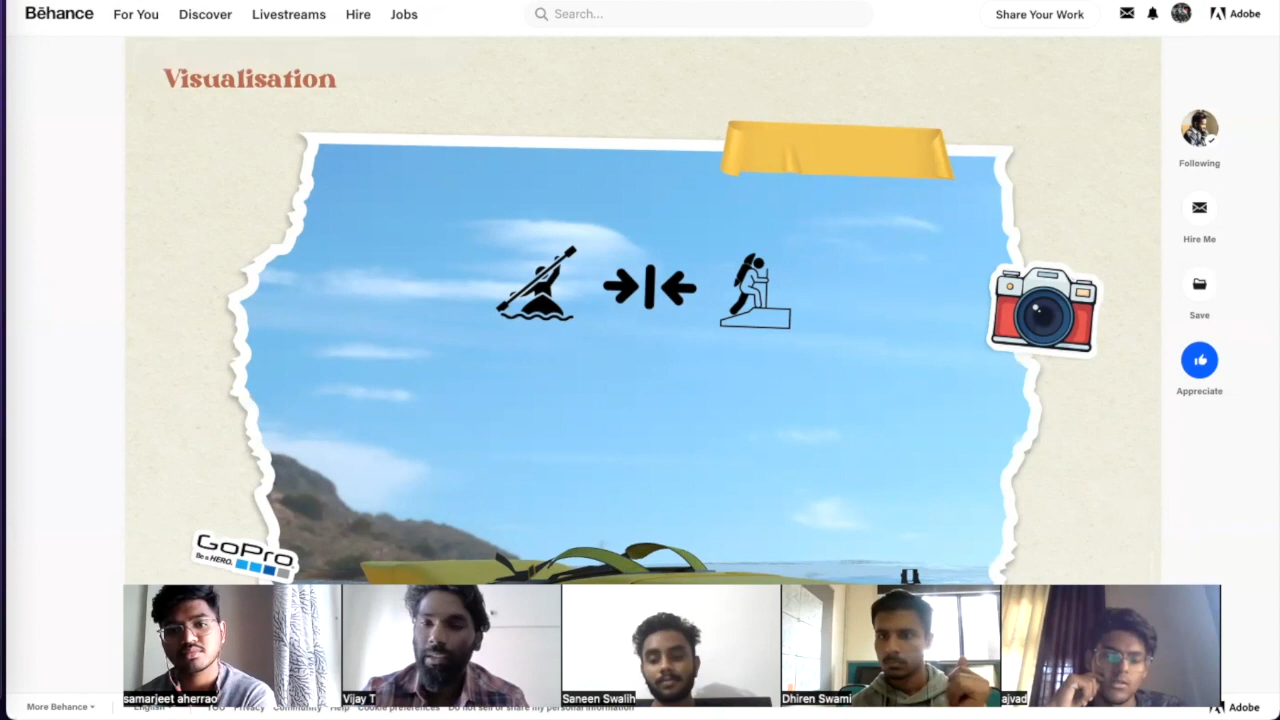 Bēhance For You Discover Livestreams Hire Jobs Search... Share Your Work Adobe
Visualisation
Following
Hire Me
Save
Appreciate
GoPro
Be a HERO.
samarjeet aherrao Vijay T Saneen Swalih Dhiren Swami ajvad
More Behance English Privacy Community Help Cookie preferences Do not sell or share my personal information Adobe